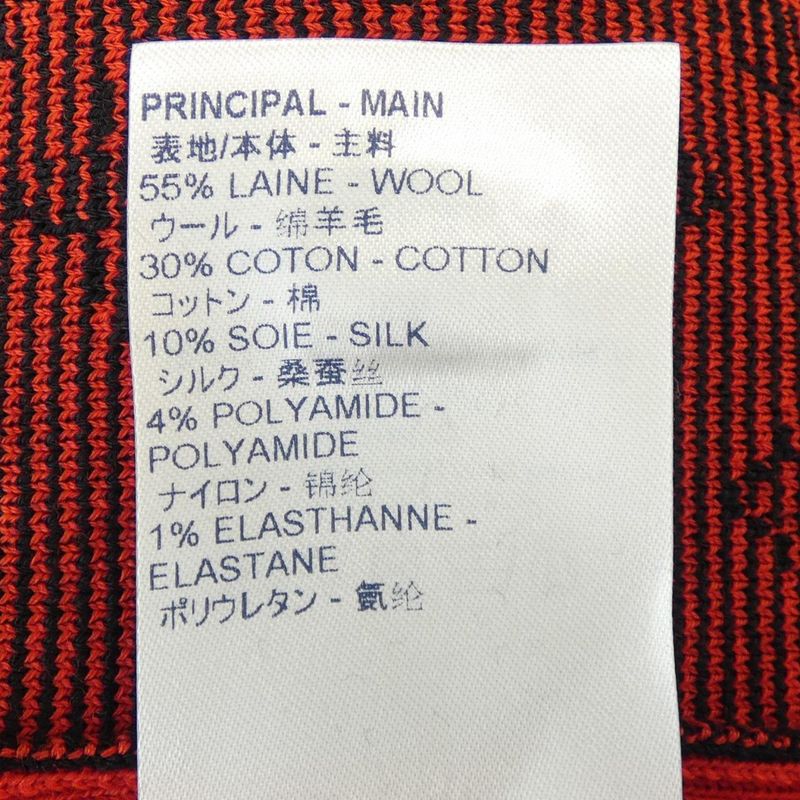 PRINCIPAL - MAIN
表地/本体 - 主料
55% LAINE - WOOL
ウール - 绵羊毛
30% COTON - COTTON
コットン - 棉
10% SOIE - SILK
シルク - 桑蚕丝
4% POLYAMIDE -
POLYAMIDE
ナイロン - 锦纶
1% ELASTHANNE -
ELASTANE
ポリウレタン - 氨纶